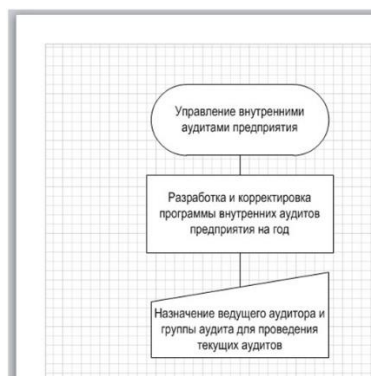 Управление внутренними
аудитами предприятия
Разработка и корректировка
программы внутренних аудитов
предприятия на год
Назначение ведущего аудитора и
группы аудита для проведения
текущих аудитов